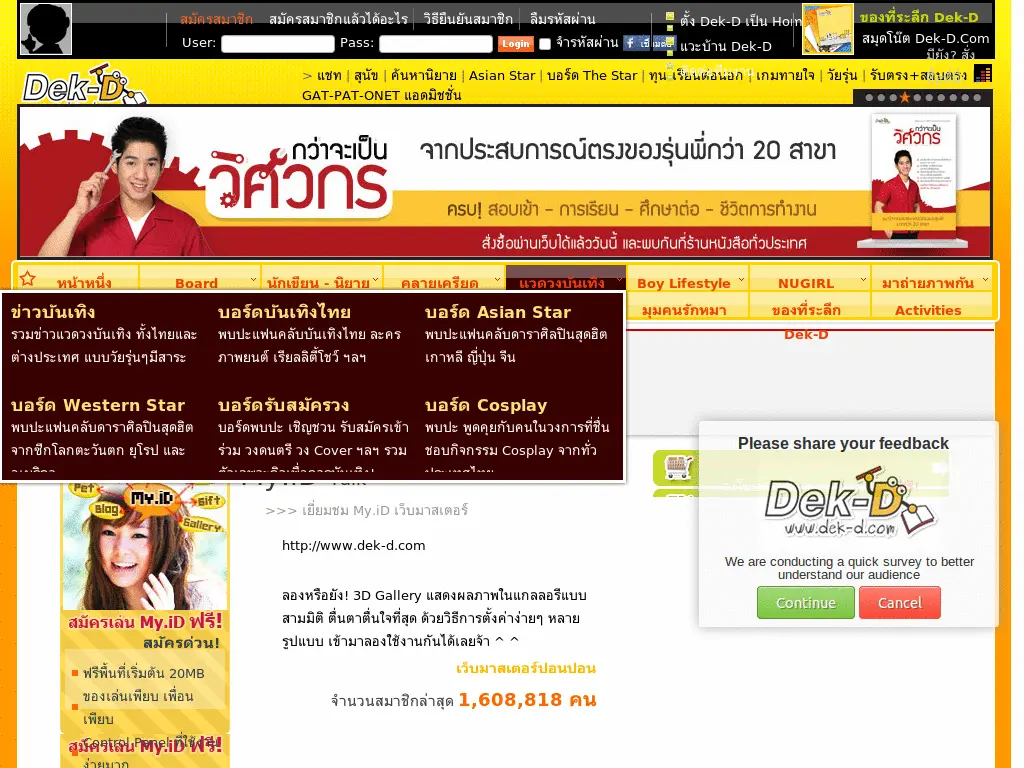 สมัครสมาชิก สมัครสมาชิกแล้วได้อะไร วิธียืนยันสมาชิก ลืมรหัสผ่าน
User: Pass: Login จำรหัสผ่าน
ตั้ง Dek-D เป็น Hom
แวะบ้าน Dek-D
ของที่ระลึก Dek-D
สมุดโน๊ต Dek-D.Com
มียัง? สั่ง
Dek-D
> แชท | สุนัข | ค้นหานิยาย | Asian Star | บอร์ด The Star | ทุนเรียนต่อนอก | เกมทายใจ | วัยรุ่น | รับตรง+สอบตรง
GAT-PAT-ONET แอดมิชชั่น
กว่าจะเป็น
วิศวกร
จากประสบการณ์ตรงของรุ่นพี่กว่า 20 สาขา
ครบ! สอบเข้า - การเรียน - ศึกษาต่อ - ชีวิตการทำงาน
สั่งซื้อผ่านเว็บได้แล้ววันนี้ และพบกันที่ร้านหนังสือทั่วประเทศ
กว่าจะเป็น
วิศวกร
หน้าหนึ่ง Board นักเขียน - นิยาย คลายเครียด แวดวงบันเทิง Boy Lifestyle NUGIRL มาถ่ายภาพกัน
มุมคนรักหมา ของที่ระลึก Activities
Dek-D
ข่าวบันเทิง
รวมข่าวแวดวงบันเทิง ทั้งไทยและ
ต่างประเทศ แบบวัยรุ่นๆมีสาระ
บอร์ดบันเทิงไทย
พบปะแฟนคลับบันเทิงไทย ละคร
ภาพยนต์ เรียลลิตี้โชว์ ฯลฯ
บอร์ด Asian Star
พบปะแฟนคลับดาราศิลปินสุดฮิต
เกาหลี ญี่ปุ่น จีน
บอร์ด Western Star
พบปะแฟนคลับดาราศิลปินสุดฮิต
จากซีกโลกตะวันตก ยุโรป และ
บอร์ดรับสมัครวง
บอร์ดพบปะ เชิญชวน รับสมัครเข้า
ร่วม วงดนตรี วง Cover ฯลฯ รวม
บอร์ด Cosplay
พบปะ พูดคุยกับคนในวงการที่ชื่น
ชอบกิจกรรม Cosplay จากทั่ว
Pet My.iD Gift
Blog Gallery
สมัครเล่น My.iD ฟรี!
สมัครด่วน!
ฟรีพื้นที่เริ่มต้น 20MB
ของเล่นเพียบ เพื่อน
เพียบ
สมัครเล่น My.iD ฟรี!
ง่ายมาก
My.iD Talk
>>> เยี่ยมชม My.iD เว็บมาสเตอร์
http://www.dek-d.com
ลองหรือยัง! 3D Gallery แสดงผลภาพในแกลลอรีแบบ
สามมิติ ตื่นตาตื่นใจที่สุด ด้วยวิธีการตั้งค่าง่ายๆ หลาย
รูปแบบ เข้ามาลองใช้งานกันได้เลยจ้า ^ ^
เว็บมาสเตอร์ปอนปอน
จำนวนสมาชิกล่าสุด 1,608,818 คน
Please share your feedback
Dek-D
www.dek-d.com
We are conducting a quick survey to better
understand our audience
Continue Cancel